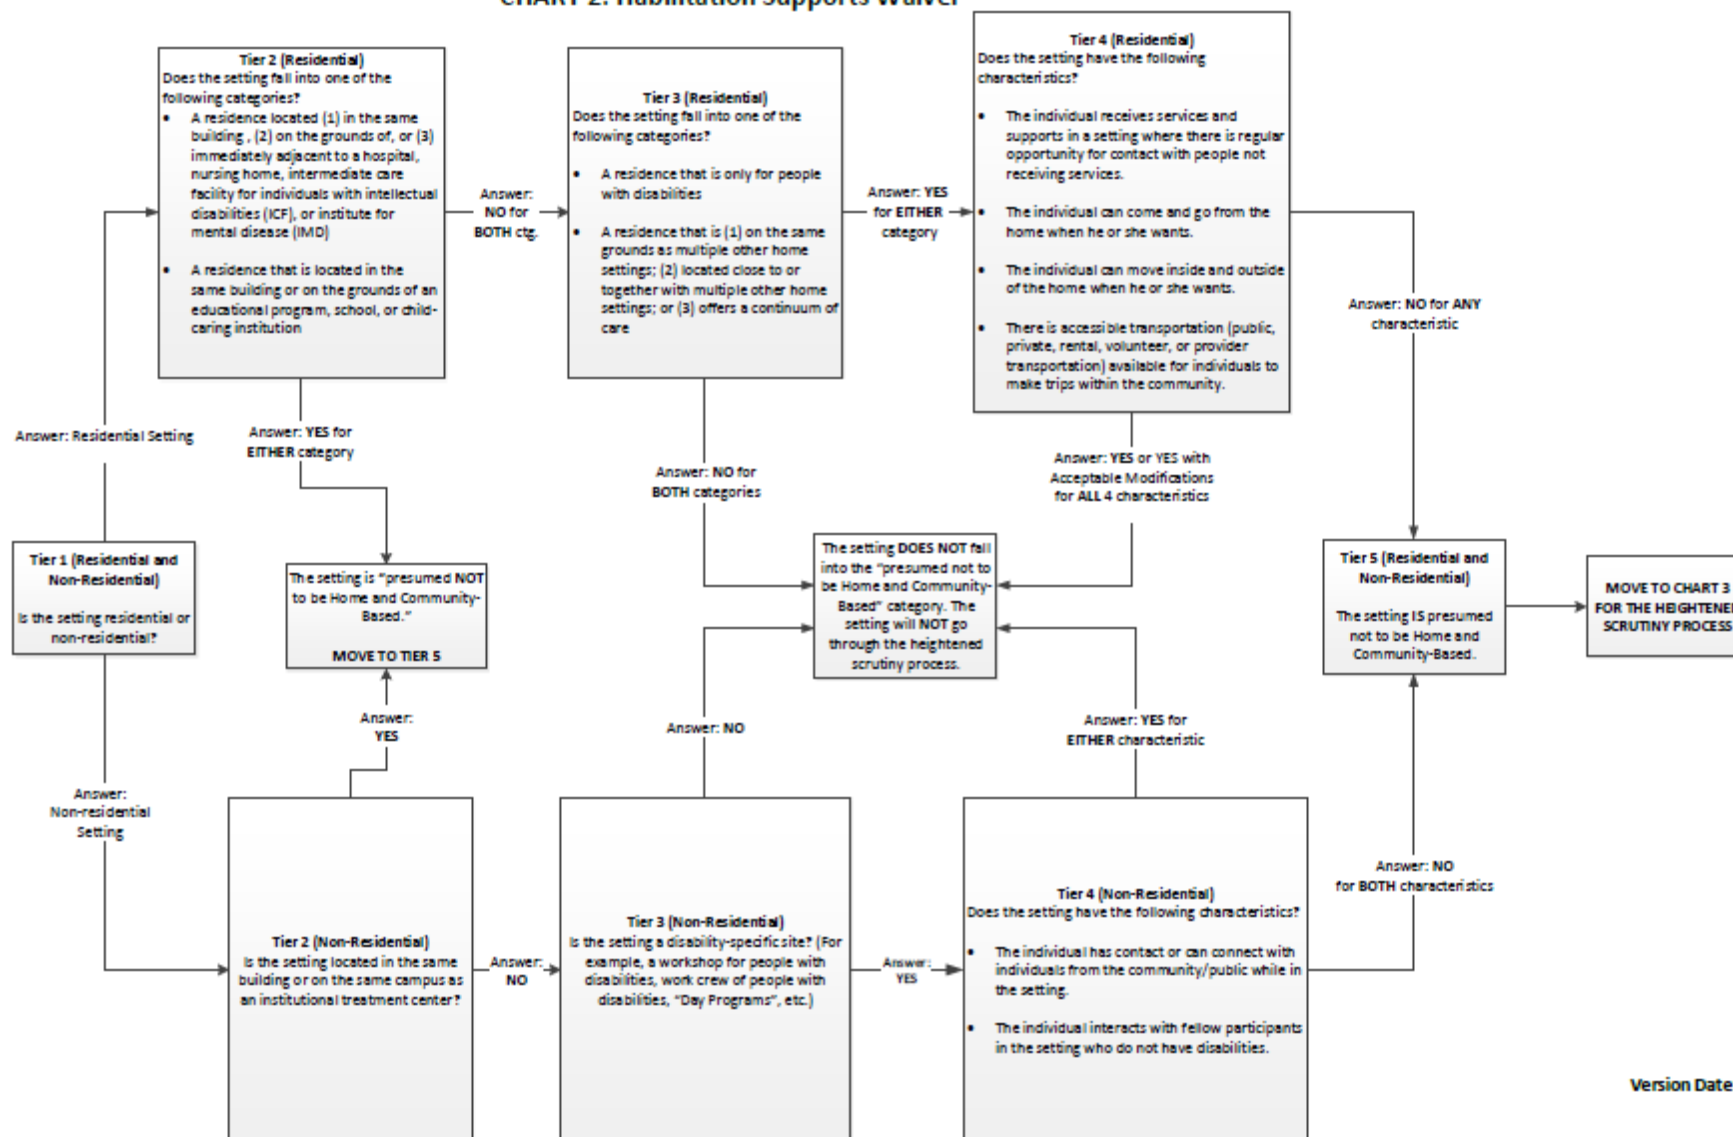 CHART 2: Habilitation Supports Waiver
Tier 2 (Residential)
Does the setting fall into one of the
following categories?
• A residence located (1) in the same
building , (2) on the grounds of, or (3)
immediately adjacent to a hospital,
nursing home, intermediate care
facility for individuals with intellectual
disabilities (ICF), or institute for
mental disease (IMD)
• A residence that is located in the
same building or on the grounds of an
educational program, school, or child-
caring institution
Answer:
NO for
BOTH ctg.
Tier 3 (Residential)
Does the setting fall into one of the
following categories?
• A residence that is only for people
with disabilities
• A residence that is (1) on the same
grounds as multiple other home
settings; (2) located close to or
together with multiple other home
settings; or (3) offers a continuum of
care
Answer: YES
for EITHER
category
Tier 4 (Residential)
Does the setting have the following
characteristics?
• The individual receives services and
supports in a setting where there is regular
opportunity for contact with people not
receiving services.
• The individual can come and go from the
home when he or she wants.
• The individual can move inside and outside
of the home when he or she wants.
• There is accessible transportation (public,
private, rental, volunteer, or provider
transportation) available for individuals to
make trips within the community.
Answer: NO for ANY
characteristic
Answer: Residential Setting
Answer: YES for
EITHER category
Answer: NO for
BOTH categories
Answer: YES or YES with
Acceptable Modifications
for ALL 4 characteristics
Tier 1 (Residential and
Non-Residential)
Is the setting residential or
non-residential?
The setting is "presumed NOT
to be Home and Community-
Based."
MOVE TO TIER 5
The setting DOES NOT fall
into the "presumed not to
be Home and Community-
Based" category. The
setting will NOT go
through the heightened
scrutiny process.
Tier 5 (Residential and
Non-Residential)
The setting IS presumed
not to be Home and
Community-Based.
MOVE TO CHART 3
FOR THE HEIGHTENE
SCRUTINY PROCESS
Answer:
YES
Answer: NO
Answer: YES for
EITHER characteristic
Answer:
Non-residential
Setting
Answer: NO
for BOTH characteristics
Tier 2 (Non-Residential)
Is the setting located in the same
building or on the same campus as
an institutional treatment center?
Answer:
NO
Tier 3 (Non-Residential)
Is the setting a disability-specific site? (For
example, a workshop for people with
disabilities, work crew of people with
disabilities, "Day Programs", etc.)
Answer:
YES
Tier 4 (Non-Residential)
Does the setting have the following characteristics?
• The individual has contact or can connect with
individuals from the community/public while in
the setting.
• The individual interacts with fellow participants
in the setting who do not have disabilities.
Version Date